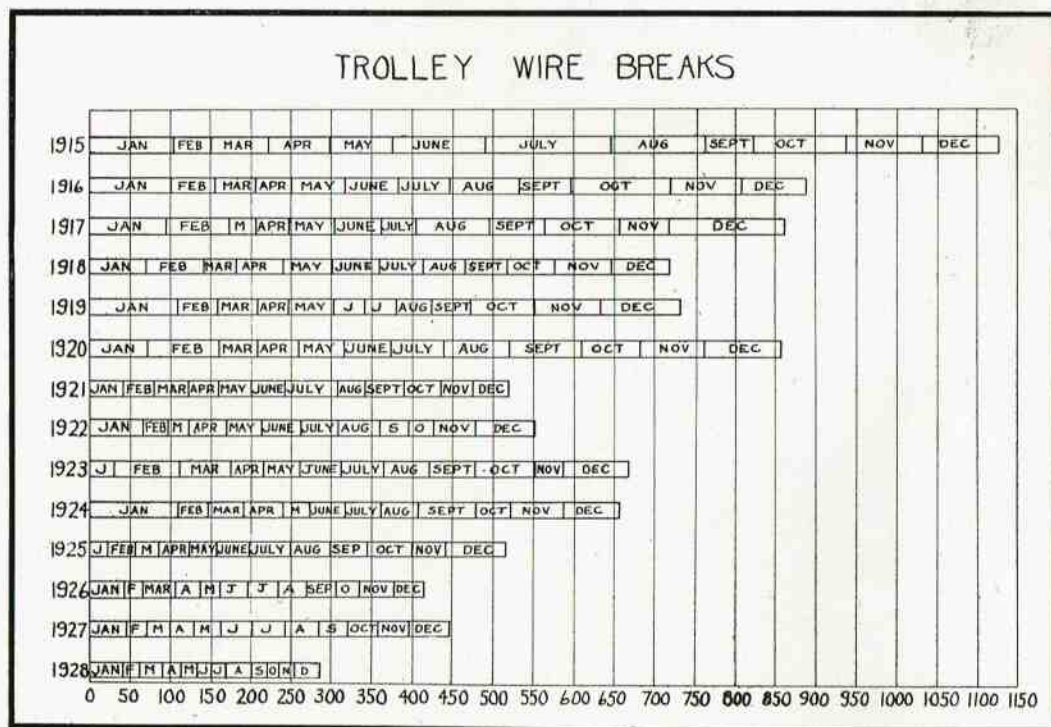 TROLLEY WIRE BREAKS
1915 JAN FEB MAR APR MAY JUNE JULY AUG SEPT OCT NOV DEC
1916 JAN FEB MAR APR MAY JUNE JULY AUG SEPT OCT NOV DEC
1917 JAN FEB M APR MAY JUNE JULY AUG SEPT OCT NOV DEC
1918 JAN FEB MAR APR MAY JUNE JULY AUG SEPT OCT NOV DEC
1919 JAN FEB MAR APR MAY J J AUG SEPT OCT NOV DEC
1920 JAN FEB MAR APR MAY JUNE JULY AUG SEPT OCT NOV DEC
1921 JAN FEB MAR APR MAY JUNE JULY AUG SEPT OCT NOV DEC
1922 JAN FEB M APR MAY JUNE JULY AUG S O NOV DEC
1923 J FEB MAR APR MAY JUNE JULY AUG SEPT OCT NOV DEC
1924 JAN FEB MAR APR M JUNE JULY AUG SEPT OCT NOV DEC
1925 J FEB M APR MAY JUNE JULY AUG SEP OCT NOV DEC
1926 JAN F MAR A M J J A SEP O NOV DEC
1927 JAN F M A M J J A S OCT NOV DEC
1928 JAN F M A M J J A S O N D
0 50 100 150 200 250 300 350 400 450 500 550 600 650 700 750 800 850 900 950 1000 1050 1100 1150